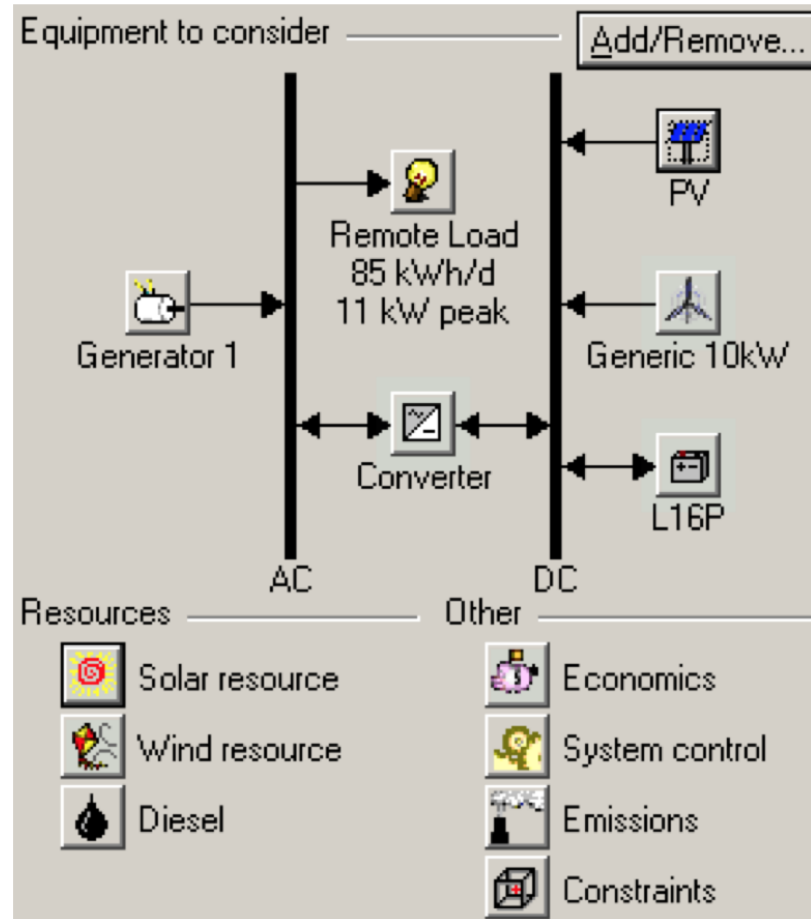 Equipment to consider
Add/Remove...
PV
Remote Load
85 kWh/d
11 kW peak
Generator 1
Generic 10kW
Converter
L16P
AC
DC
Resources
Other
Solar resource
Economics
Wind resource
System control
Diesel
Emissions
Constraints